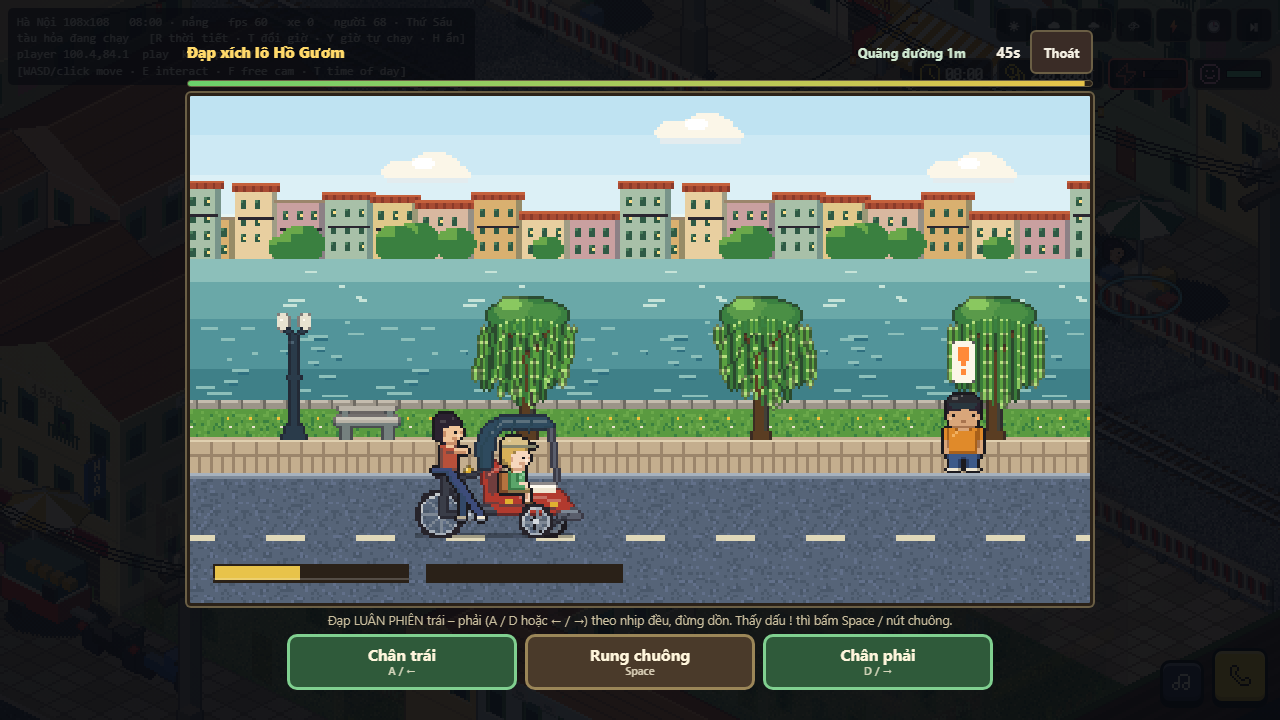 Hà Nội 108x108 08:00 · nắng fps 60 xe 0 người 68 · Thứ Sáu
tàu hỏa đang chạy [R thời tiết · T đổi giờ · Y giờ tự chạy · H ẩn]
player 100.4,84.1 play
Đạp xích lô Hồ Gươm
Quãng đường 1m
45s
Thoát
[WASD/click move · E interact · F free cam · T time of day]
08:00
!
Đạp LUÂN PHIÊN trái – phải (A / D hoặc ← / →) theo nhịp đều, đừng dồn. Thấy dấu ! thì bấm Space / nút chuông.
Chân trái
A / ←
Rung chuông
Space
Chân phải
D / →